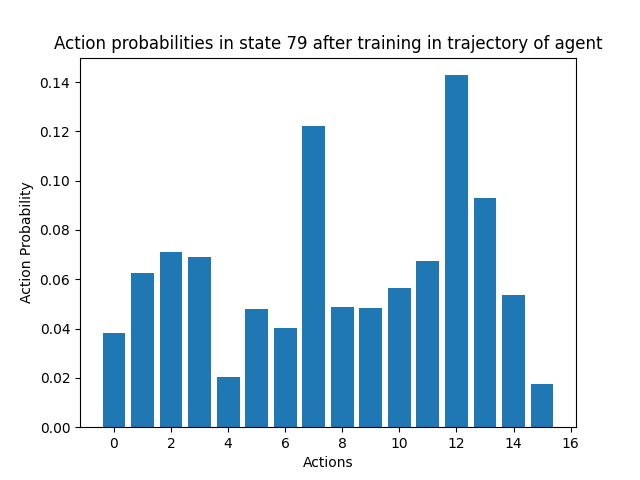 Action probabilities in state 79 after training in trajectory of agent
0.14
0.12
0.10
0.08
0.06
0.04
0.02
0.00
Action Probability
0 2 4 6 8 10 12 14 16
Actions